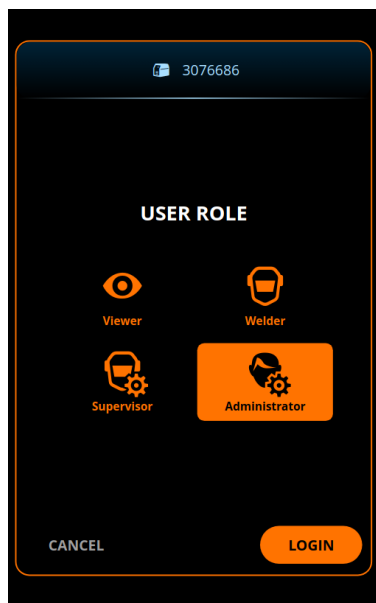 3076686
USER ROLE
Viewer
Welder
Supervisor
Administrator
CANCEL
LOGIN